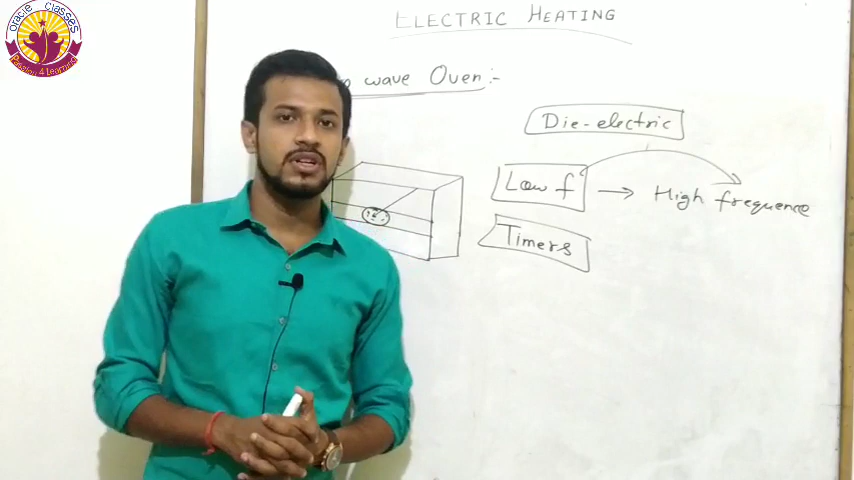 oracle classes
Passion 4 Learning
ELECTRIC HEATING
wave Oven:-
Die-electric
Low f → High frequence
Timers